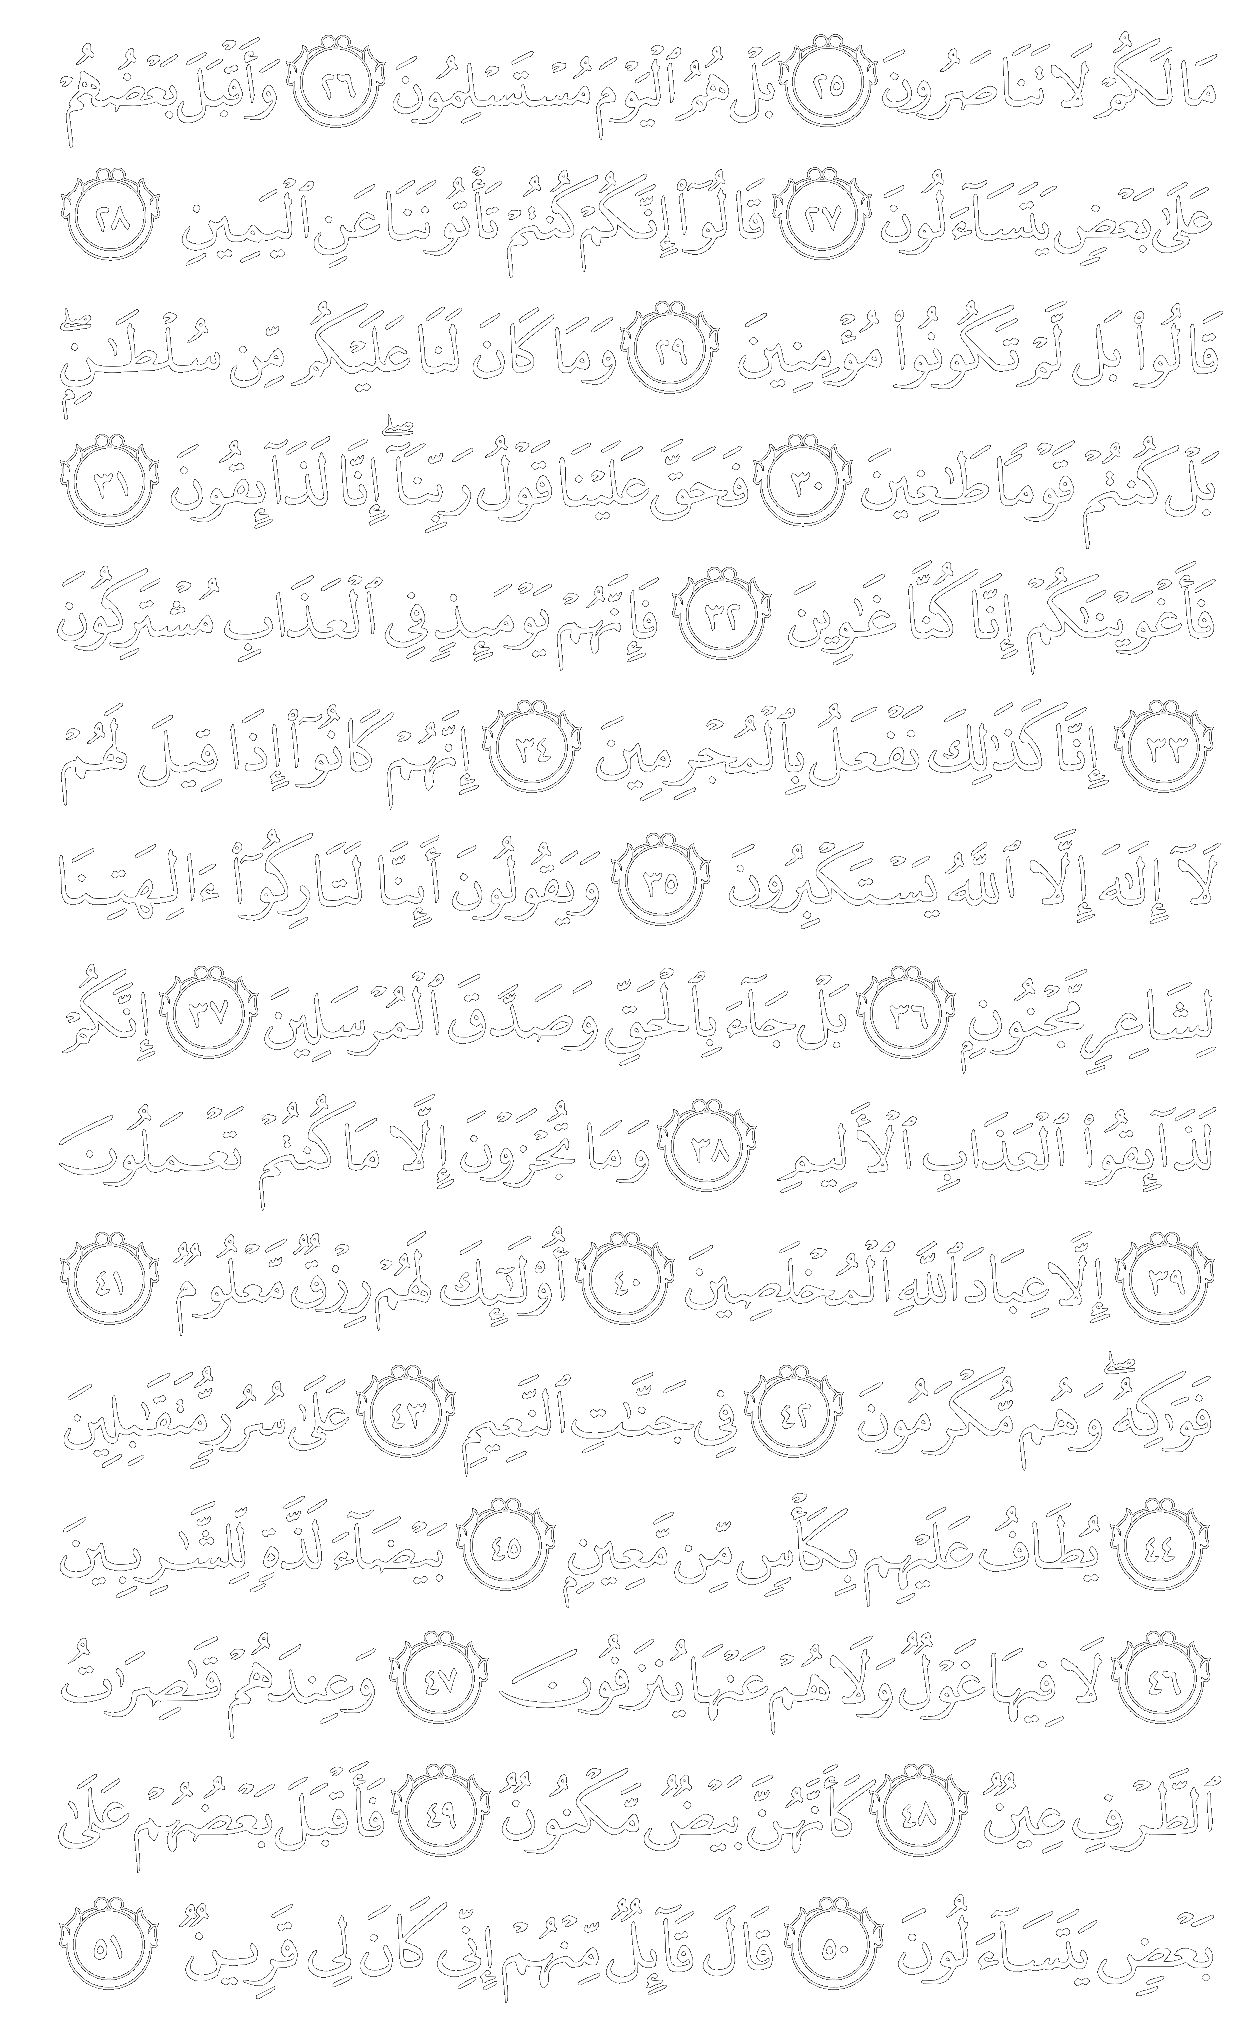 مَا لَكُمْ لَا تَنَاصَرُونَ ٢٥ بَلْ هُمُ ٱلْيَوْمَ مُسْتَسْلِمُونَ ٢٦ وَأَقْبَلَ بَعْضُهُمْ
عَلَىٰ بَعْضٍ يَتَسَآءَلُونَ ٢٧ قَالُوٓا۟ إِنَّكُمْ كُنتُمْ تَأْتُونَنَا عَنِ ٱلْيَمِينِ ٢٨
قَالُوا۟ بَل لَّمْ تَكُونُوا۟ مُؤْمِنِينَ ٢٩ وَمَا كَانَ لَنَا عَلَيْكُم مِّن سُلْطَـٰنٍۭ ۖ
بَلْ كُنتُمْ قَوْمًا طَـٰغِينَ ٣٠ فَحَقَّ عَلَيْنَا قَوْلُ رَبِّنَآ ۖ إِنَّا لَذَآئِقُونَ ٣١
فَأَغْوَيْنَـٰكُمْ إِنَّا كُنَّا غَـٰوِينَ ٣٢ فَإِنَّهُمْ يَوْمَئِذٍ فِى ٱلْعَذَابِ مُشْتَرِكُونَ
٣٣ إِنَّا كَذَٰلِكَ نَفْعَلُ بِٱلْمُجْرِمِينَ ٣٤ إِنَّهُمْ كَانُوٓا۟ إِذَا قِيلَ لَهُمْ
لَآ إِلَـٰهَ إِلَّا ٱللَّهُ يَسْتَكْبِرُونَ ٣٥ وَيَقُولُونَ أَئِنَّا لَتَارِكُوٓا۟ ءَالِهَتِنَا
لِشَاعِرٍ مَّجْنُونٍۭ ٣٦ بَلْ جَآءَ بِٱلْحَقِّ وَصَدَّقَ ٱلْمُرْسَلِينَ ٣٧ إِنَّكُمْ
لَذَآئِقُوا۟ ٱلْعَذَابِ ٱلْأَلِيمِ ٣٨ وَمَا تُجْزَوْنَ إِلَّا مَا كُنتُمْ تَعْمَلُونَ
٣٩ إِلَّا عِبَادَ ٱللَّهِ ٱلْمُخْلَصِينَ ٤٠ أُو۟لَـٰٓئِكَ لَهُمْ رِزْقٌ مَّعْلُومٌ ٤١
فَوَٰكِهُ ۖ وَهُم مُّكْرَمُونَ ٤٢ فِى جَنَّـٰتِ ٱلنَّعِيمِ ٤٣ عَلَىٰ سُرُرٍ مُّتَقَـٰبِلِينَ
٤٤ يُطَافُ عَلَيْهِم بِكَأْسٍ مِّن مَّعِينٍۭ ٤٥ بَيْضَآءَ لَذَّةٍ لِّلشَّـٰرِبِينَ
٤٦ لَا فِيهَا غَوْلٌ وَلَا هُمْ عَنْهَا يُنزَفُونَ ٤٧ وَعِندَهُمْ قَـٰصِرَٰتُ
ٱلطَّرْفِ عِينٌ ٤٨ كَأَنَّهُنَّ بَيْضٌ مَّكْنُونٌ ٤٩ فَأَقْبَلَ بَعْضُهُمْ عَلَىٰ
بَعْضٍ يَتَسَآءَلُونَ ٥٠ قَالَ قَآئِلٌ مِّنْهُمْ إِنِّى كَانَ لِى قَرِينٌ ٥١